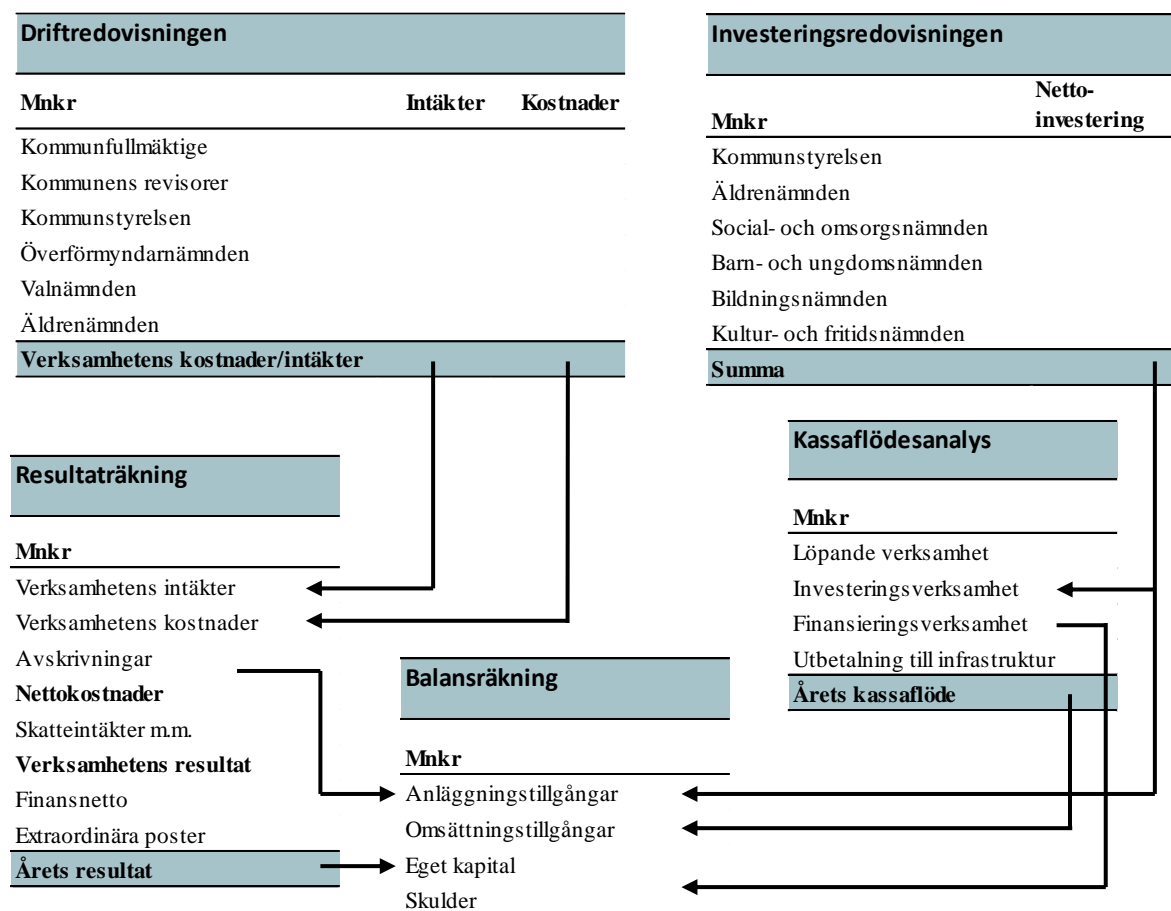 Driftredovisningen
Mnkr Intäkter Kostnader
Kommunfullmäktige
Kommunens revisorer
Kommunstyrelsen
Överförmyndarnämnden
Valnämnden
Äldrenämnden
Verksamhetens kostnader/intäkter
Investeringsredovisningen
Netto-
Mnkr investering
Kommunstyrelsen
Äldrenämnden
Social- och omsorgsnämnden
Barn- och ungdomsnämnden
Bildningsnämnden
Kultur- och fritidsnämnden
Summa
Resultaträkning
Mnkr
Verksamhetens intäkter
Verksamhetens kostnader
Avskrivningar
Nettokostnader
Skatteintäkter m.m.
Verksamhetens resultat
Finansnetto
Extraordinära poster
Årets resultat
Balansräkning
Mnkr
Anläggningstillgångar
Omsättningstillgångar
Eget kapital
Skulder
Kassaflödesanalys
Mnkr
Löpande verksamhet
Investeringsverksamhet
Finansieringsverksamhet
Utbetalning till infrastruktur
Årets kassaflöde